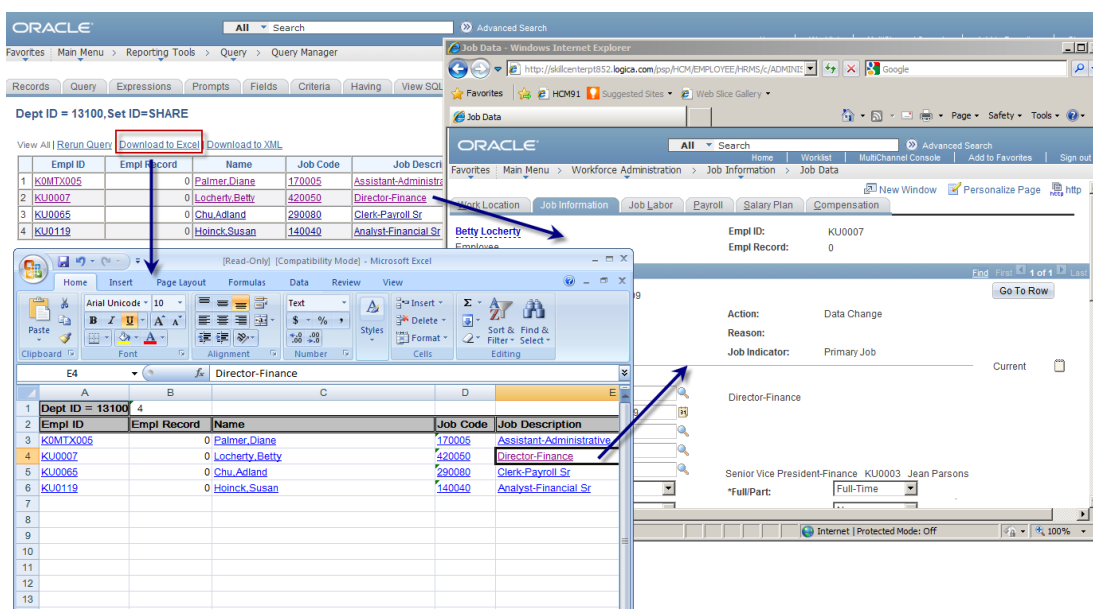 ORACLE
All Search Advanced Search
Favorites Main Menu > Reporting Tools > Query > Query Manager
Records Query Expressions Prompts Fields Criteria Having View SQL
Dept ID = 13100,Set ID=SHARE
View All | Rerun Query Download to Excel Download to XML
Empl ID Empl Record Name Job Code Job Descri
1 K0MTX005 0 Palmer,Diane 170005 Assistant-Administra
2 KU0007 0 Locherty,Betty 420050 Director-Finance
3 KU0065 0 Chu,Adland 290080 Clerk-Payroll Sr
4 KU0119 0 Hoinck,Susan 140040 Analyst-Financial Sr
Job Data - Windows Internet Explorer
http://skillcenterpt852.logica.com/psp/HCM/EMPLOYEE/HRMS/c/ADMINIS Google
Favorites HCM91 Suggested Sites Web Slice Gallery
Job Data Page Safety Tools
ORACLE
All Search Advanced Search
Home Worklist MultiChannel Console Add to Favorites Sign out
Favorites Main Menu > Workforce Administration > Job Information > Job Data
New Window Personalize Page http
Work Location Job Information Job Labor Payroll Salary Plan Compensation
Betty Locherty Empl ID: KU0007
Employee Empl Record: 0
Find First 1 of 1 Last
Go To Row
Action: Data Change
Reason:
Job Indicator: Primary Job
Current
Director-Finance
Senior Vice President-Finance KU0003 Jean Parsons
*Full/Part: Full-Time
Internet | Protected Mode: Off 100%
[Read-Only] [Compatibility Mode] - Microsoft Excel
Home Insert Page Layout Formulas Data Review View
Paste
Arial Unicode 10
B I U A A
Text
$ % ,
Styles
Insert
Delete
Format
Σ
Sort & Filter
Find & Select
Clipboard Font Alignment Number Cells Editing
E4 fx Director-Finance
A B C D E
1 Dept ID = 13100 4
2 Empl ID Empl Record Name Job Code Job Description
3 K0MTX005 0 Palmer,Diane 170005 Assistant-Administrative
4 KU0007 0 Locherty,Betty 420050 Director-Finance
5 KU0065 0 Chu,Adland 290080 Clerk-Payroll Sr
6 KU0119 0 Hoinck,Susan 140040 Analyst-Financial Sr
7
8
9
10
11
12
13